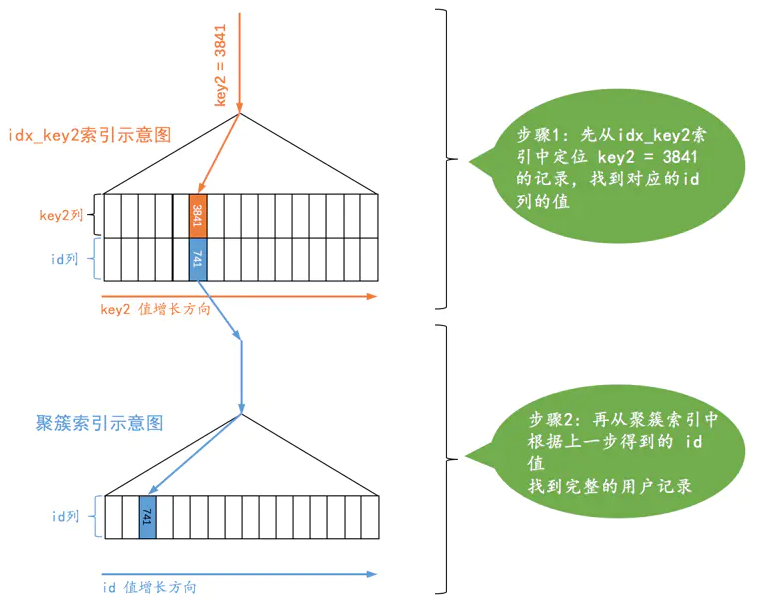 key2 = 3841
idx_key2索引示意图
key2列
3841
id列
741
key2 值增长方向
步骤1：先从idx_key2索
引中定位 key2 = 3841
的记录，找到对应的id
列的值
聚簇索引示意图
id列
741
id 值增长方向
步骤2：再从聚簇索引中
根据上一步得到的 id
值
找到完整的用户记录